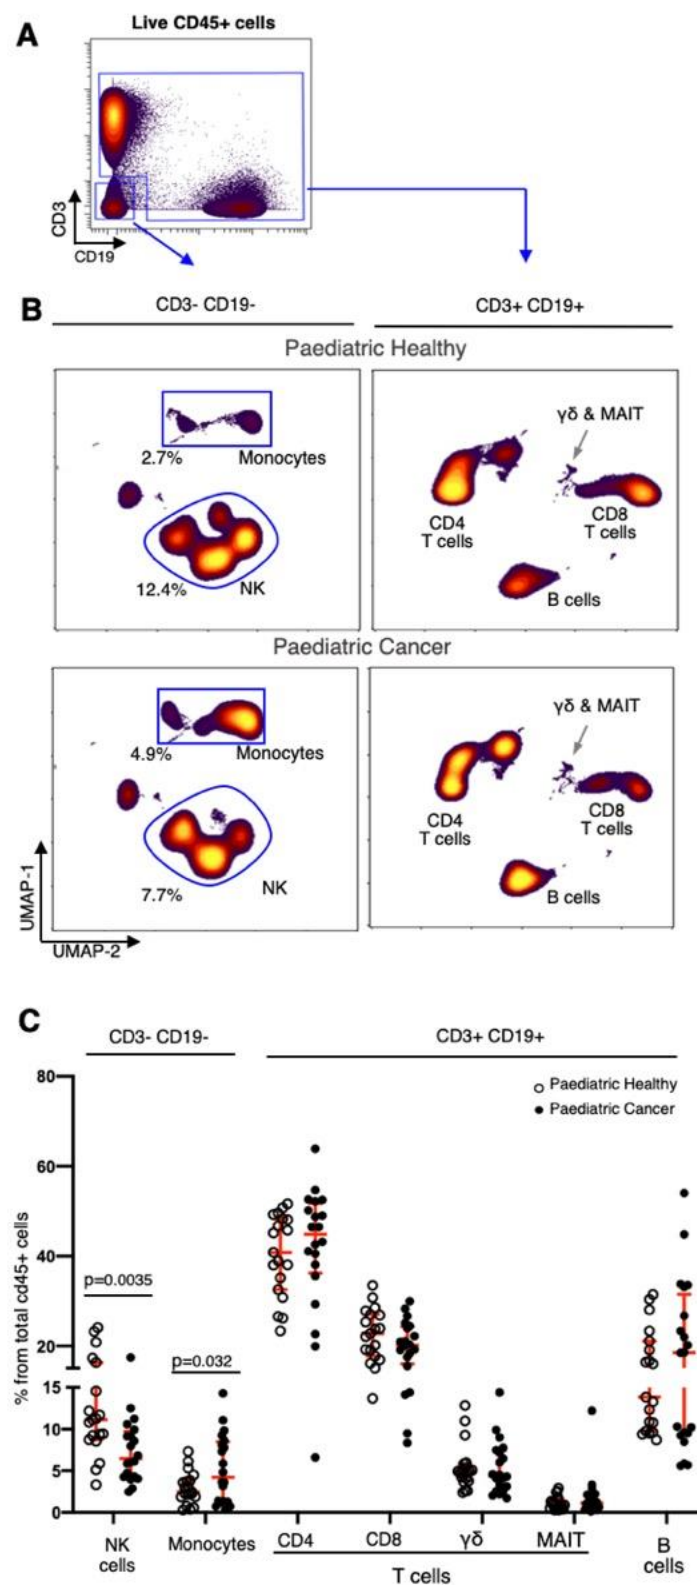 A
Live CD45+ cells
CD3
CD19
B
CD3- CD19-
CD3+ CD19+
Paediatric Healthy
2.7%
Monocytes
12.4%
NK
γδ & MAIT
CD4
T cells
CD8
T cells
B cells
Paediatric Cancer
4.9%
Monocytes
7.7%
NK
γδ & MAIT
CD4
T cells
CD8
T cells
B cells
UMAP-1
UMAP-2
C
CD3- CD19-
CD3+ CD19+
Paediatric Healthy
Paediatric Cancer
% from total cd45+ cells
80
60
40
20
15
10
5
0
p=0.0035
p=0.032
NK
cells
Monocytes
CD4
CD8
γδ
MAIT
T cells
B
cells